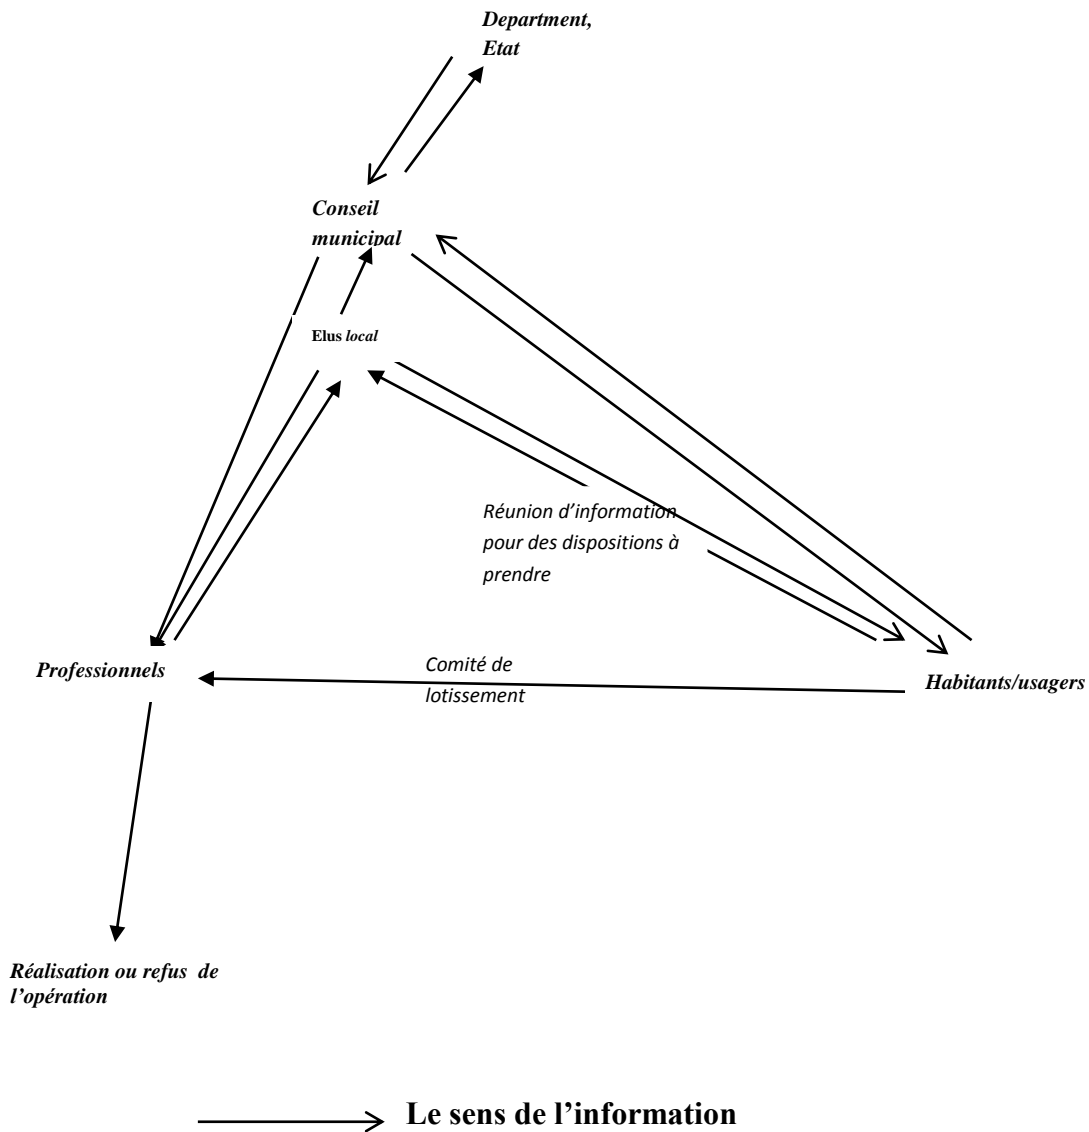 Department,
Etat
Conseil
municipal
Elus local
Réunion d’information
pour des dispositions à
prendre
Professionnels
Comité de
lotissement
Habitants/usagers
Réalisation ou refus de
l’opération
Le sens de l’information